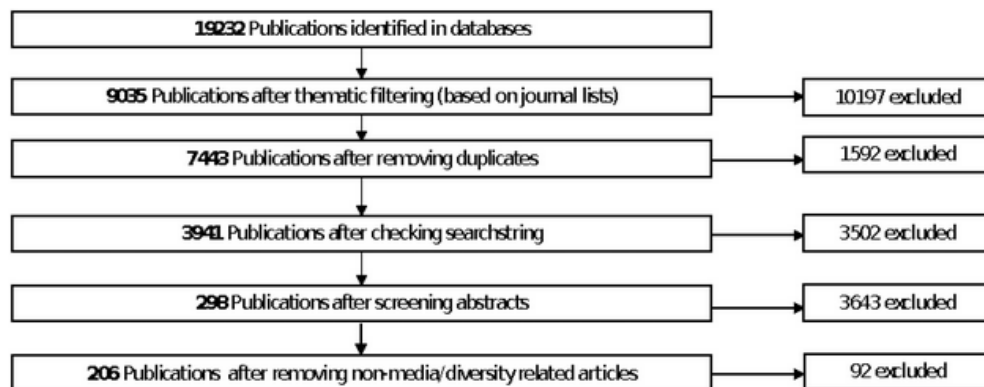 19232 Publications identified in databases
9035 Publications after thematic filtering (based on journal lists)
10197 excluded
7443 Publications after removing duplicates
1592 excluded
3941 Publications after checking searchstring
3502 excluded
298 Publications after screening abstracts
3643 excluded
206 Publications after removing non-media/diversity related articles
92 excluded